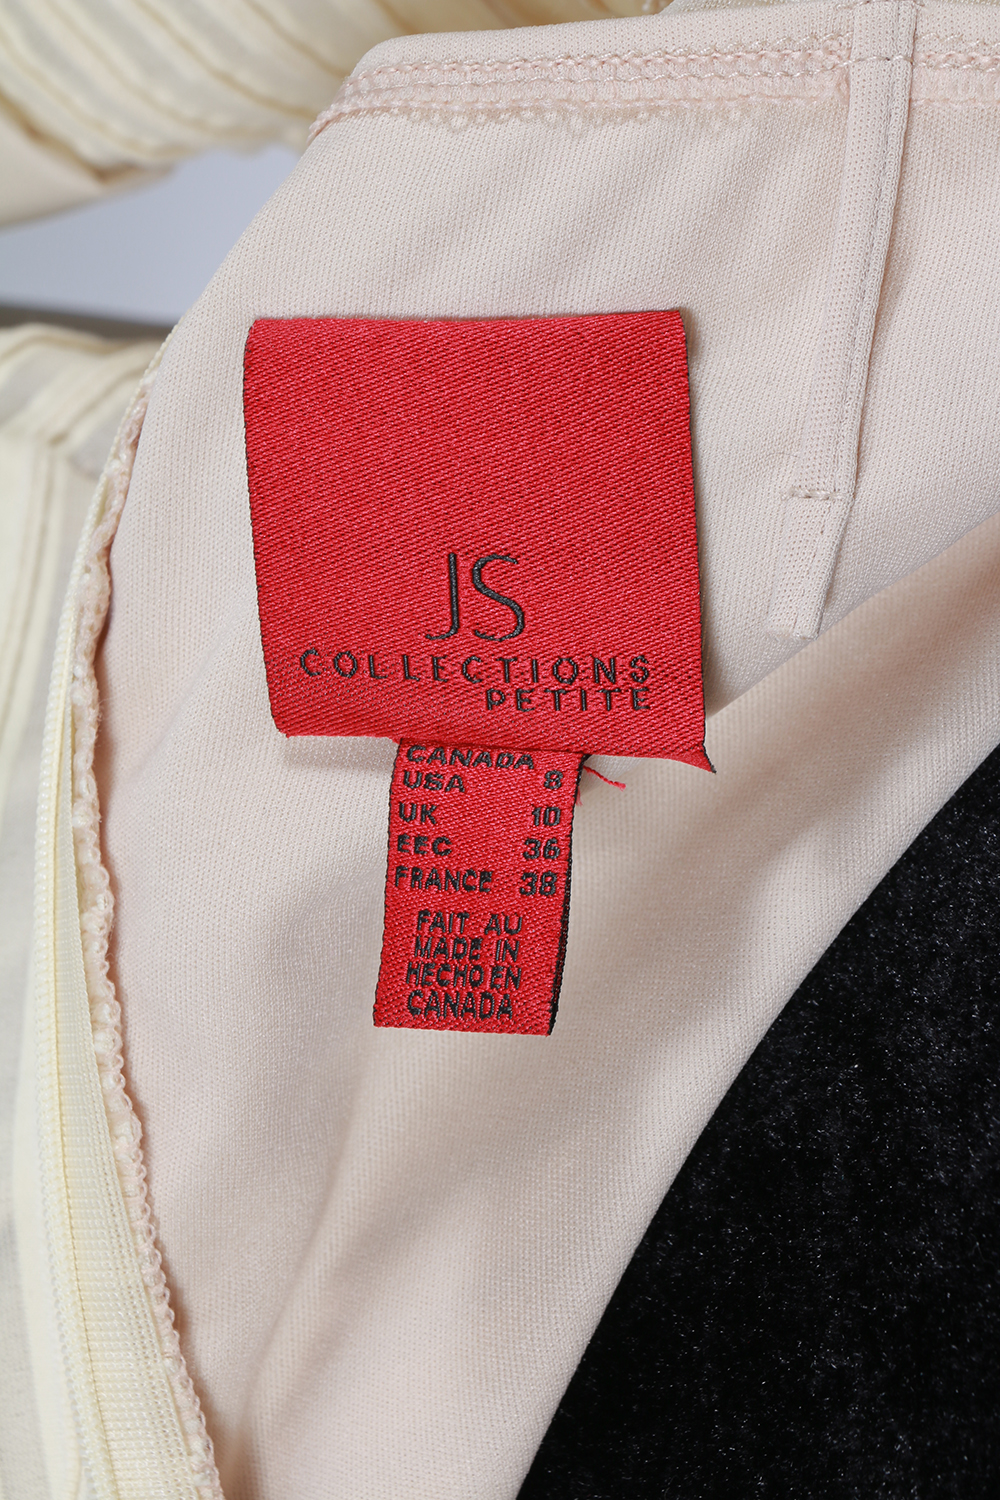 JS
COLLECTIONS
PETITE
CANADA
USA 8
UK 10
EEC 36
FRANCE 38
FAIT AU
MADE IN
HECHO EN
CANADA